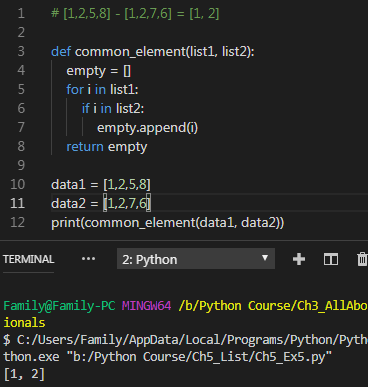 1 # [1,2,5,8] - [1,2,7,6] = [1, 2]
2
3 def common_element(list1, list2):
4     empty = []
5     for i in list1:
6         if i in list2:
7             empty.append(i)
8     return empty
9
10 data1 = [1,2,5,8]
11 data2 = [1,2,7,6]
12 print(common_element(data1, data2))
TERMINAL ••• 2: Python
Family@Family-PC MINGW64 /b/Python Course/Ch3_AllAbo
ionals
$ C:/Users/Family/AppData/Local/Programs/Python/Pyth
thon.exe "b:/Python Course/Ch5_List/Ch5_Ex5.py"
[1, 2]